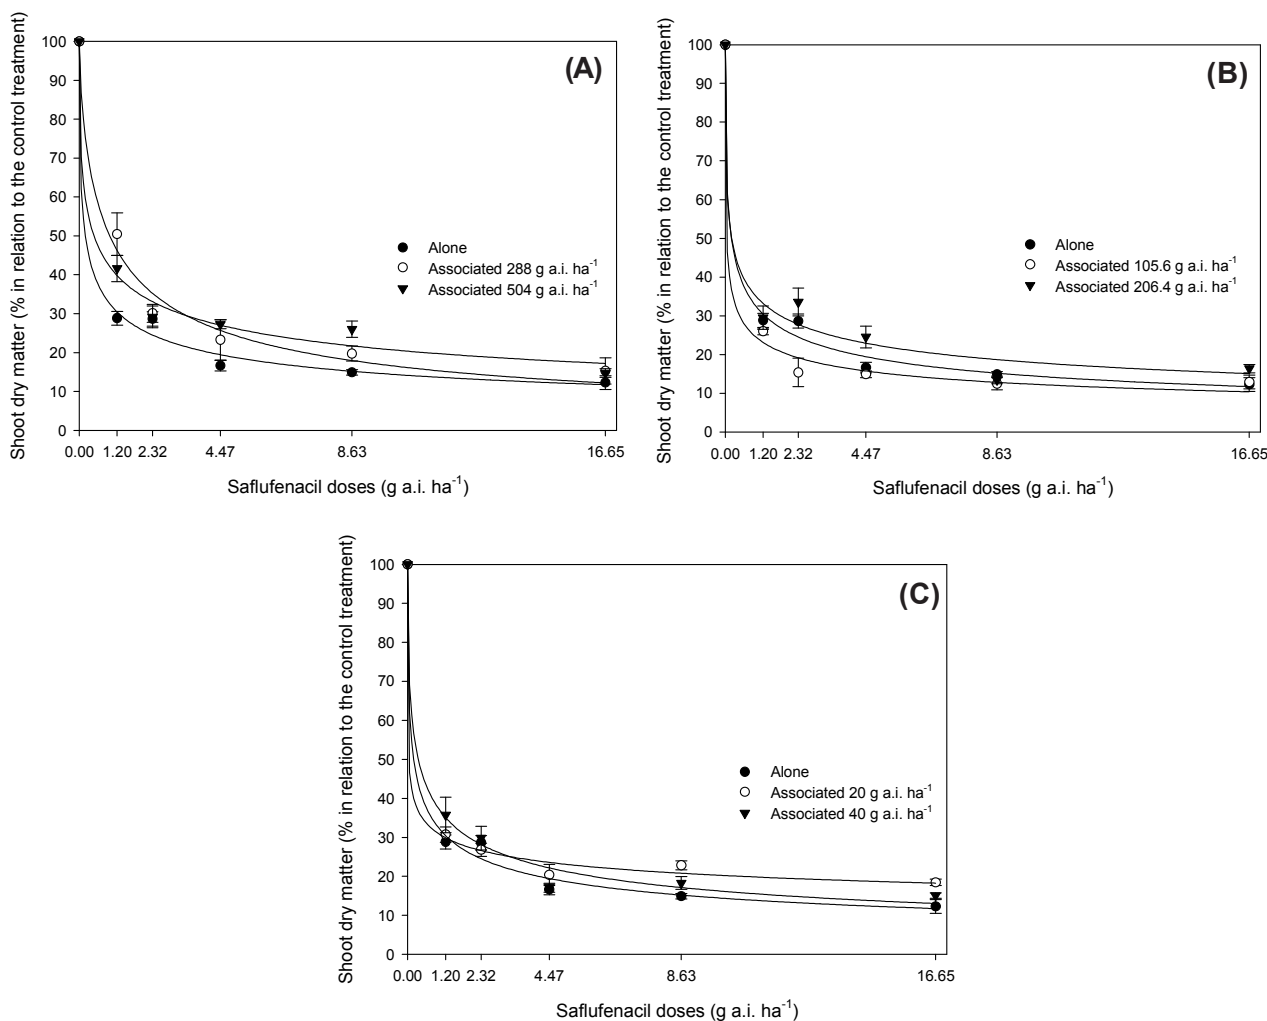 (A)
Shoot dry matter (% in relation to the control treatment)
100
90
80
70
60
50
40
30
20
10
0
Alone
Associated 288 g a.i. ha⁻¹
Associated 504 g a.i. ha⁻¹
0.00 1.20 2.32 4.47 8.63 16.65
Saflufenacil doses (g a.i. ha⁻¹)
(B)
Shoot dry matter (% in relation to the control treatment)
100
90
80
70
60
50
40
30
20
10
0
Alone
Associated 105.6 g a.i. ha⁻¹
Associated 206.4 g a.i. ha⁻¹
0.00 1.20 2.32 4.47 8.63 16.65
Saflufenacil doses (g a.i. ha⁻¹)
(C)
Shoot dry matter (% in relation to the control treatment)
100
90
80
70
60
50
40
30
20
10
0
Alone
Associated 20 g a.i. ha⁻¹
Associated 40 g a.i. ha⁻¹
0.00 1.20 2.32 4.47 8.63 16.65
Saflufenacil doses (g a.i. ha⁻¹)